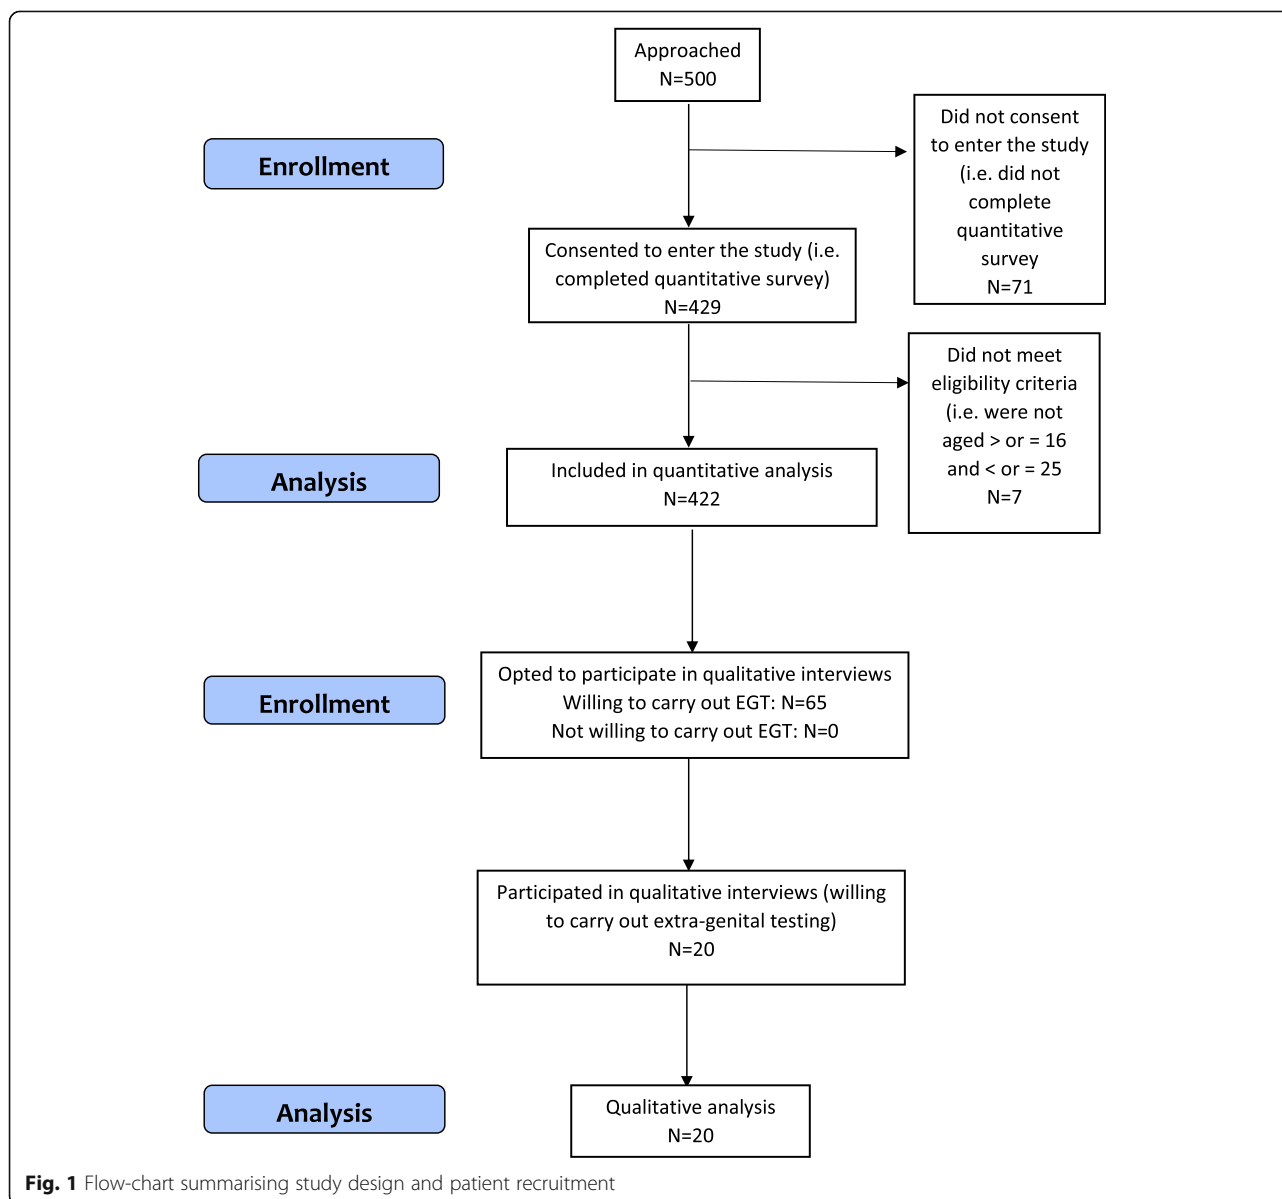 Approached
N=500
Enrollment
Did not consent
to enter the study
(i.e. did not
complete
quantitative
survey
N=71
Consented to enter the study (i.e.
completed quantitative survey)
N=429
Did not meet
eligibility criteria
(i.e. were not
aged > or = 16
and < or = 25
N=7
Analysis
Included in quantitative analysis
N=422
Enrollment
Opted to participate in qualitative interviews
Willing to carry out EGT: N=65
Not willing to carry out EGT: N=0
Participated in qualitative interviews (willing
to carry out extra-genital testing)
N=20
Analysis
Qualitative analysis
N=20
Fig. 1 Flow-chart summarising study design and patient recruitment